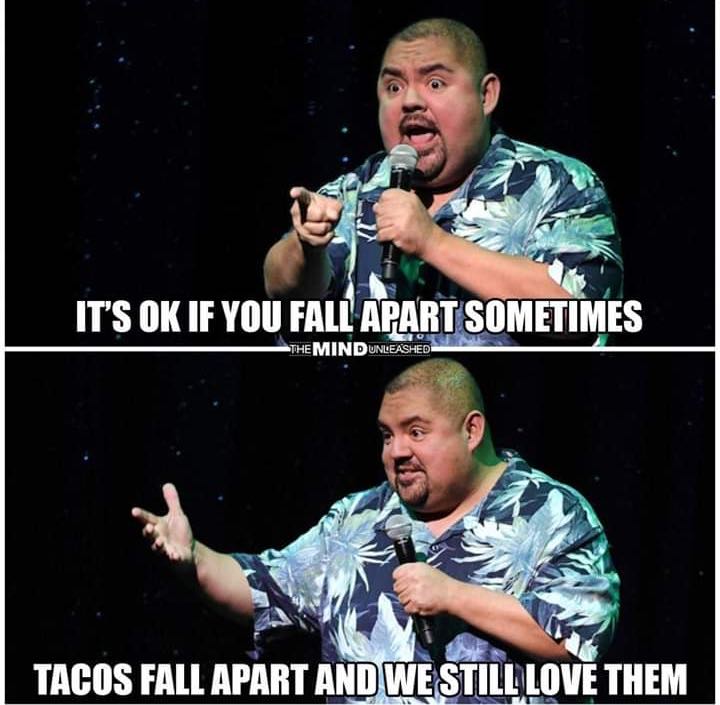 IT'S OK IF YOU FALL APART SOMETIMES
THE MIND UNLEASHED
TACOS FALL APART AND WE STILL LOVE THEM